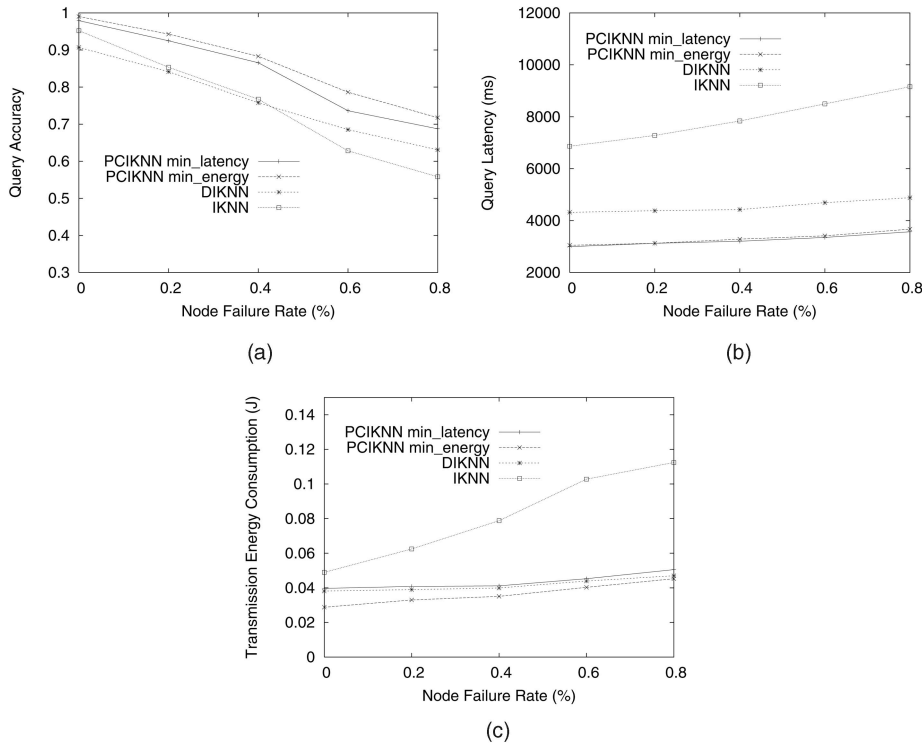 1
0.9
0.8
0.7
0.6
0.5
0.4
0.3
Query Accuracy
PCIKNN min_latency
PCIKNN min_energy
DIKNN
IKNN
0 0.2 0.4 0.6 0.8
Node Failure Rate (%)
(a)
12000
10000
8000
6000
4000
2000
Query Latency (ms)
PCIKNN min_latency
PCIKNN min_energy
DIKNN
IKNN
0 0.2 0.4 0.6 0.8
Node Failure Rate (%)
(b)
0.14
0.12
0.1
0.08
0.06
0.04
0.02
0
Transmission Energy Consumption (J)
PCIKNN min_latency
PCIKNN min_energy
DIKNN
IKNN
0 0.2 0.4 0.6 0.8
Node Failure Rate (%)
(c)